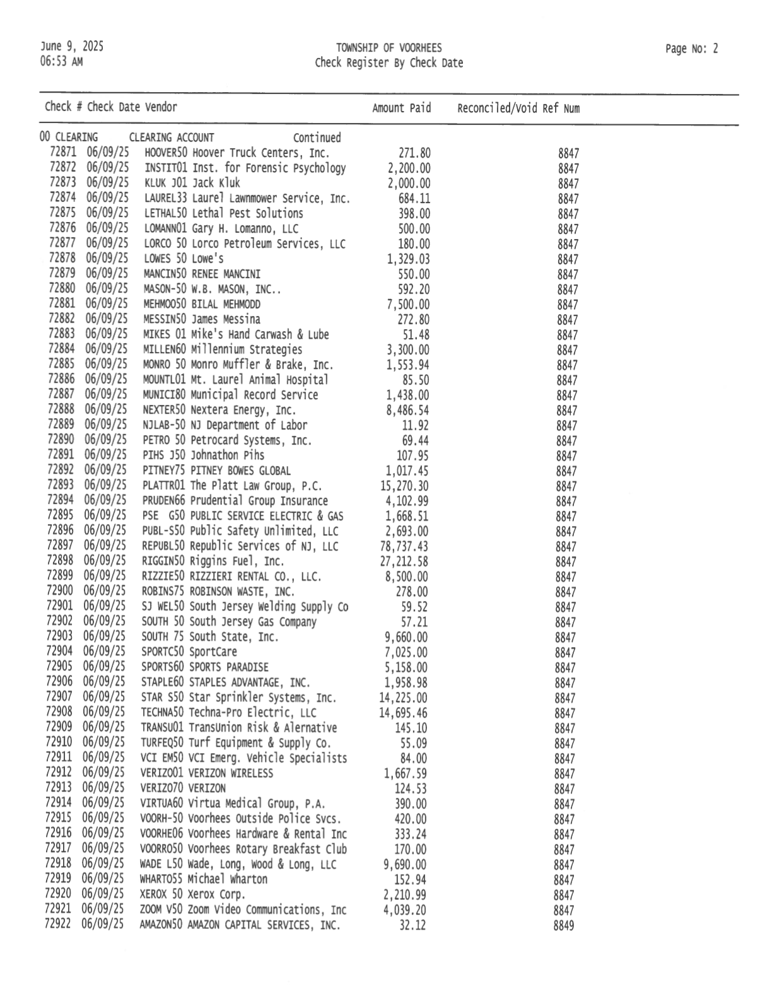 June 9, 2025 TOWNSHIP OF VOORHEES Page No: 2
06:53 AM Check Register By Check Date
Check # Check Date Vendor Amount Paid Reconciled/Void Ref Num
00 CLEARING CLEARING ACCOUNT Continued
72871 06/09/25 HOOVER50 Hoover Truck Centers, Inc. 271.80 8847
72872 06/09/25 INSTIT01 Inst. for Forensic Psychology 2,200.00 8847
72873 06/09/25 KLUK J01 Jack Kluk 2,000.00 8847
72874 06/09/25 LAUREL33 Laurel Lawnmower Service, Inc. 684.11 8847
72875 06/09/25 LETHAL50 Lethal Pest Solutions 398.00 8847
72876 06/09/25 LOMANN01 Gary H. Lomanno, LLC 500.00 8847
72877 06/09/25 LORCO 50 Lorco Petroleum Services, LLC 180.00 8847
72878 06/09/25 LOWES 50 Lowe's 1,329.03 8847
72879 06/09/25 MANCIN50 RENEE MANCINI 550.00 8847
72880 06/09/25 MASON-50 W.B. MASON, INC.. 592.20 8847
72881 06/09/25 MEHMOO50 BILAL MEHMODD 7,500.00 8847
72882 06/09/25 MESSIN50 James Messina 272.80 8847
72883 06/09/25 MIKES 01 Mike's Hand Carwash & Lube 51.48 8847
72884 06/09/25 MILLEN60 Millennium Strategies 3,300.00 8847
72885 06/09/25 MONRO 50 Monro Muffler & Brake, Inc. 1,553.94 8847
72886 06/09/25 MOUNTL01 Mt. Laurel Animal Hospital 85.50 8847
72887 06/09/25 MUNICI80 Municipal Record Service 1,438.00 8847
72888 06/09/25 NEXTER50 Nextera Energy, Inc. 8,486.54 8847
72889 06/09/25 NJLAB-50 NJ Department of Labor 11.92 8847
72890 06/09/25 PETRO 50 Petrocard Systems, Inc. 69.44 8847
72891 06/09/25 PIHS J50 Johnathon Pihs 107.95 8847
72892 06/09/25 PITNEY75 PITNEY BOWES GLOBAL 1,017.45 8847
72893 06/09/25 PLATTR01 The Platt Law Group, P.C. 15,270.30 8847
72894 06/09/25 PRUDEN66 Prudential Group Insurance 4,102.99 8847
72895 06/09/25 PSE G50 PUBLIC SERVICE ELECTRIC & GAS 1,668.51 8847
72896 06/09/25 PUBL-S50 Public Safety Unlimited, LLC 2,693.00 8847
72897 06/09/25 REPUBL50 Republic Services of NJ, LLC 78,737.43 8847
72898 06/09/25 RIGGIN50 Riggins Fuel, Inc. 27,212.58 8847
72899 06/09/25 RIZZIE50 RIZZIERI RENTAL CO., LLC. 8,500.00 8847
72900 06/09/25 ROBINS75 ROBINSON WASTE, INC. 278.00 8847
72901 06/09/25 SJ WEL50 South Jersey Welding Supply Co 59.52 8847
72902 06/09/25 SOUTH 50 South Jersey Gas Company 57.21 8847
72903 06/09/25 SOUTH 75 South State, Inc. 9,660.00 8847
72904 06/09/25 SPORTC50 SportCare 7,025.00 8847
72905 06/09/25 SPORTS60 SPORTS PARADISE 5,158.00 8847
72906 06/09/25 STAPLE60 STAPLES ADVANTAGE, INC. 1,958.98 8847
72907 06/09/25 STAR S50 Star Sprinkler Systems, Inc. 14,225.00 8847
72908 06/09/25 TECHNA50 Techna-Pro Electric, LLC 14,695.46 8847
72909 06/09/25 TRANSU01 TransUnion Risk & Alernative 145.10 8847
72910 06/09/25 TURFEQ50 Turf Equipment & Supply Co. 55.09 8847
72911 06/09/25 VCI EM50 VCI Emerg. Vehicle Specialists 84.00 8847
72912 06/09/25 VERIZO01 VERIZON WIRELESS 1,667.59 8847
72913 06/09/25 VERIZO70 VERIZON 124.53 8847
72914 06/09/25 VIRTUA60 Virtua Medical Group, P.A. 390.00 8847
72915 06/09/25 VOORH-50 Voorhees Outside Police Svcs. 420.00 8847
72916 06/09/25 VOORHE06 Voorhees Hardware & Rental Inc 333.24 8847
72917 06/09/25 VOORRO50 Voorhees Rotary Breakfast Club 170.00 8847
72918 06/09/25 WADE L50 Wade, Long, Wood & Long, LLC 9,690.00 8847
72919 06/09/25 WHARTO55 Michael Wharton 152.94 8847
72920 06/09/25 XEROX 50 Xerox Corp. 2,210.99 8847
72921 06/09/25 ZOOM V50 Zoom Video Communications, Inc 4,039.20 8847
72922 06/09/25 AMAZON50 AMAZON CAPITAL SERVICES, INC. 32.12 8849